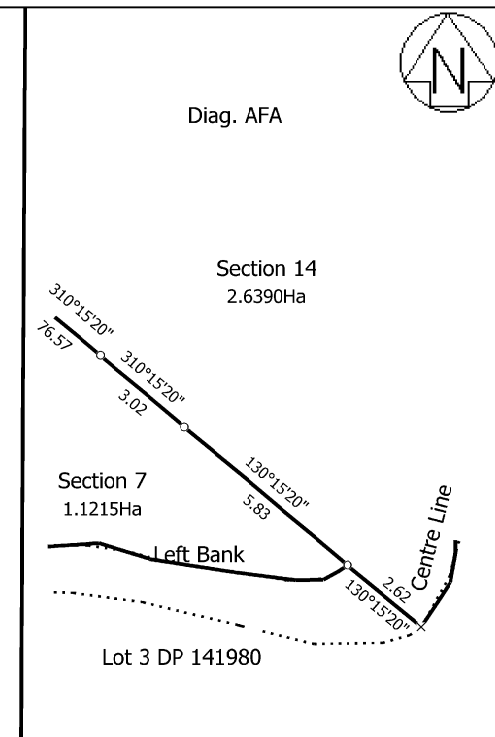 N
Diag. AFA
Section 14
2.6390Ha
310°15'20"
76.57
310°15'20"
3.02
130°15'20"
5.83
Section 7
1.1215Ha
Left Bank
Centre Line
2.62
130°15'20"
Lot 3 DP 141980